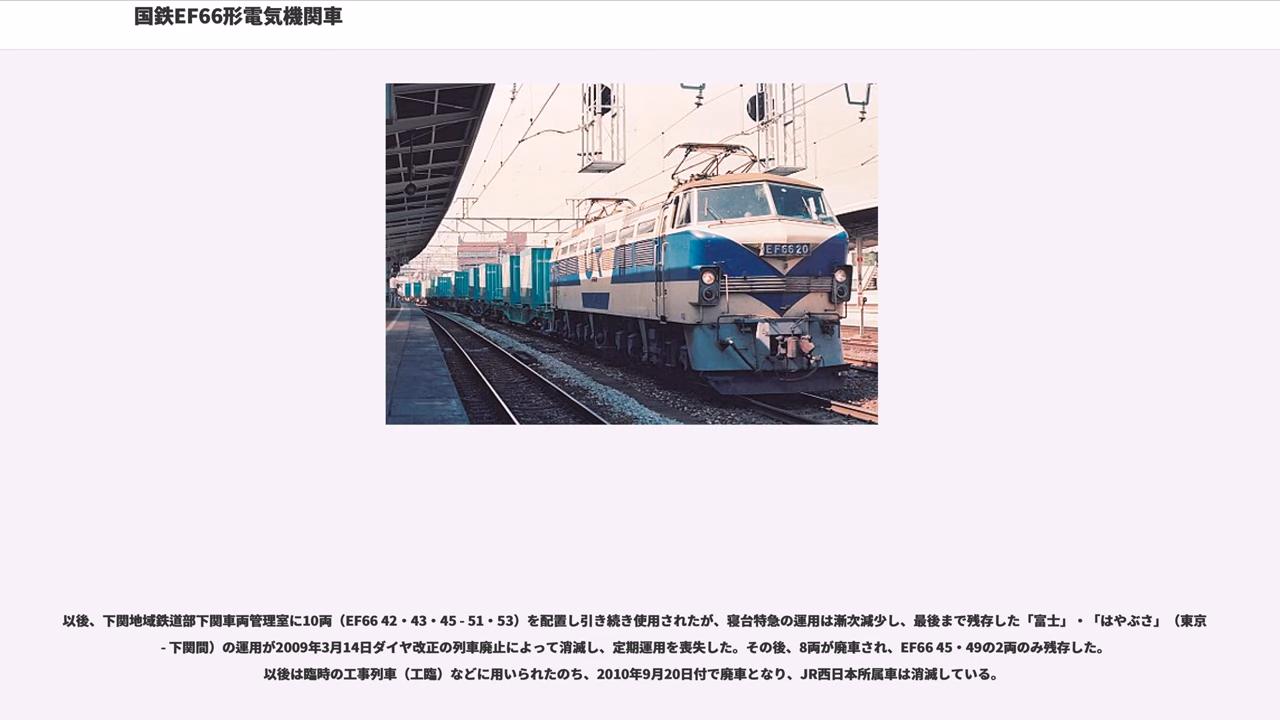 国鉄EF66形電気機関車
EF66 20
以後、下関地域鉄道部下関車両管理室に10両（EF66 42・43・45 - 51・53）を配置し引き続き使用されたが、寝台特急の運用は漸次減少し、最後まで残存した「富士」・「はやぶさ」（東京
- 下関間）の運用が2009年3月14日ダイヤ改正の列車廃止によって消滅し、定期運用を喪失した。その後、8両が廃車され、EF66 45・49の2両のみ残存した。
以後は臨時の工事列車（工臨）などに用いられたのち、2010年9月20日付で廃車となり、JR西日本所属車は消滅している。